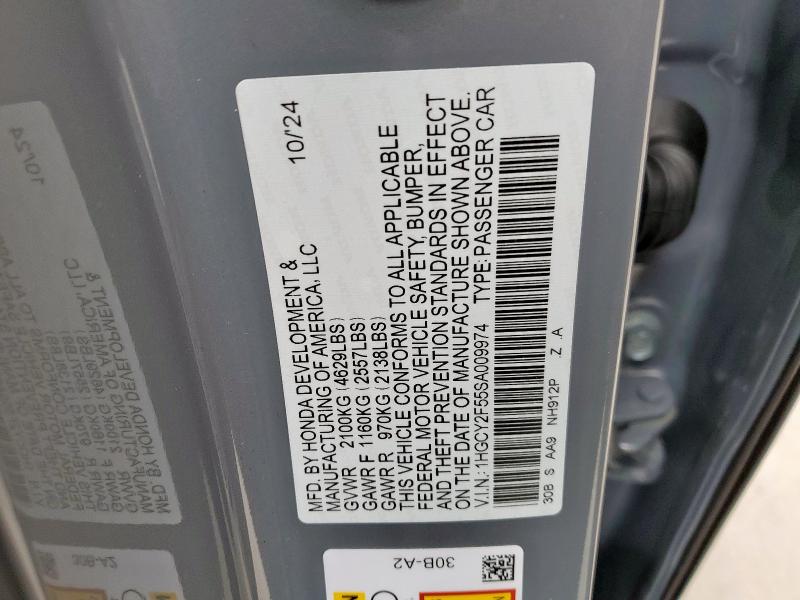 MFD. BY HONDA DEVELOPMENT & 10/'24
MANUFACTURING OF AMERICA, LLC
GVWR 2100KG (4629LBS)
GAWR F 1160KG (2557LBS)
GAWR R 970KG (2138LBS)
THIS VEHICLE CONFORMS TO ALL APPLICABLE
FEDERAL MOTOR VEHICLE SAFETY, BUMPER,
AND THEFT PREVENTION STANDARDS IN EFFECT
ON THE DATE OF MANUFACTURE SHOWN ABOVE.
V.I.N.: 1HGCY2F55SA009974 TYPE: PASSENGER CAR
30B S AA9 NH912P Z .A
30B-A2